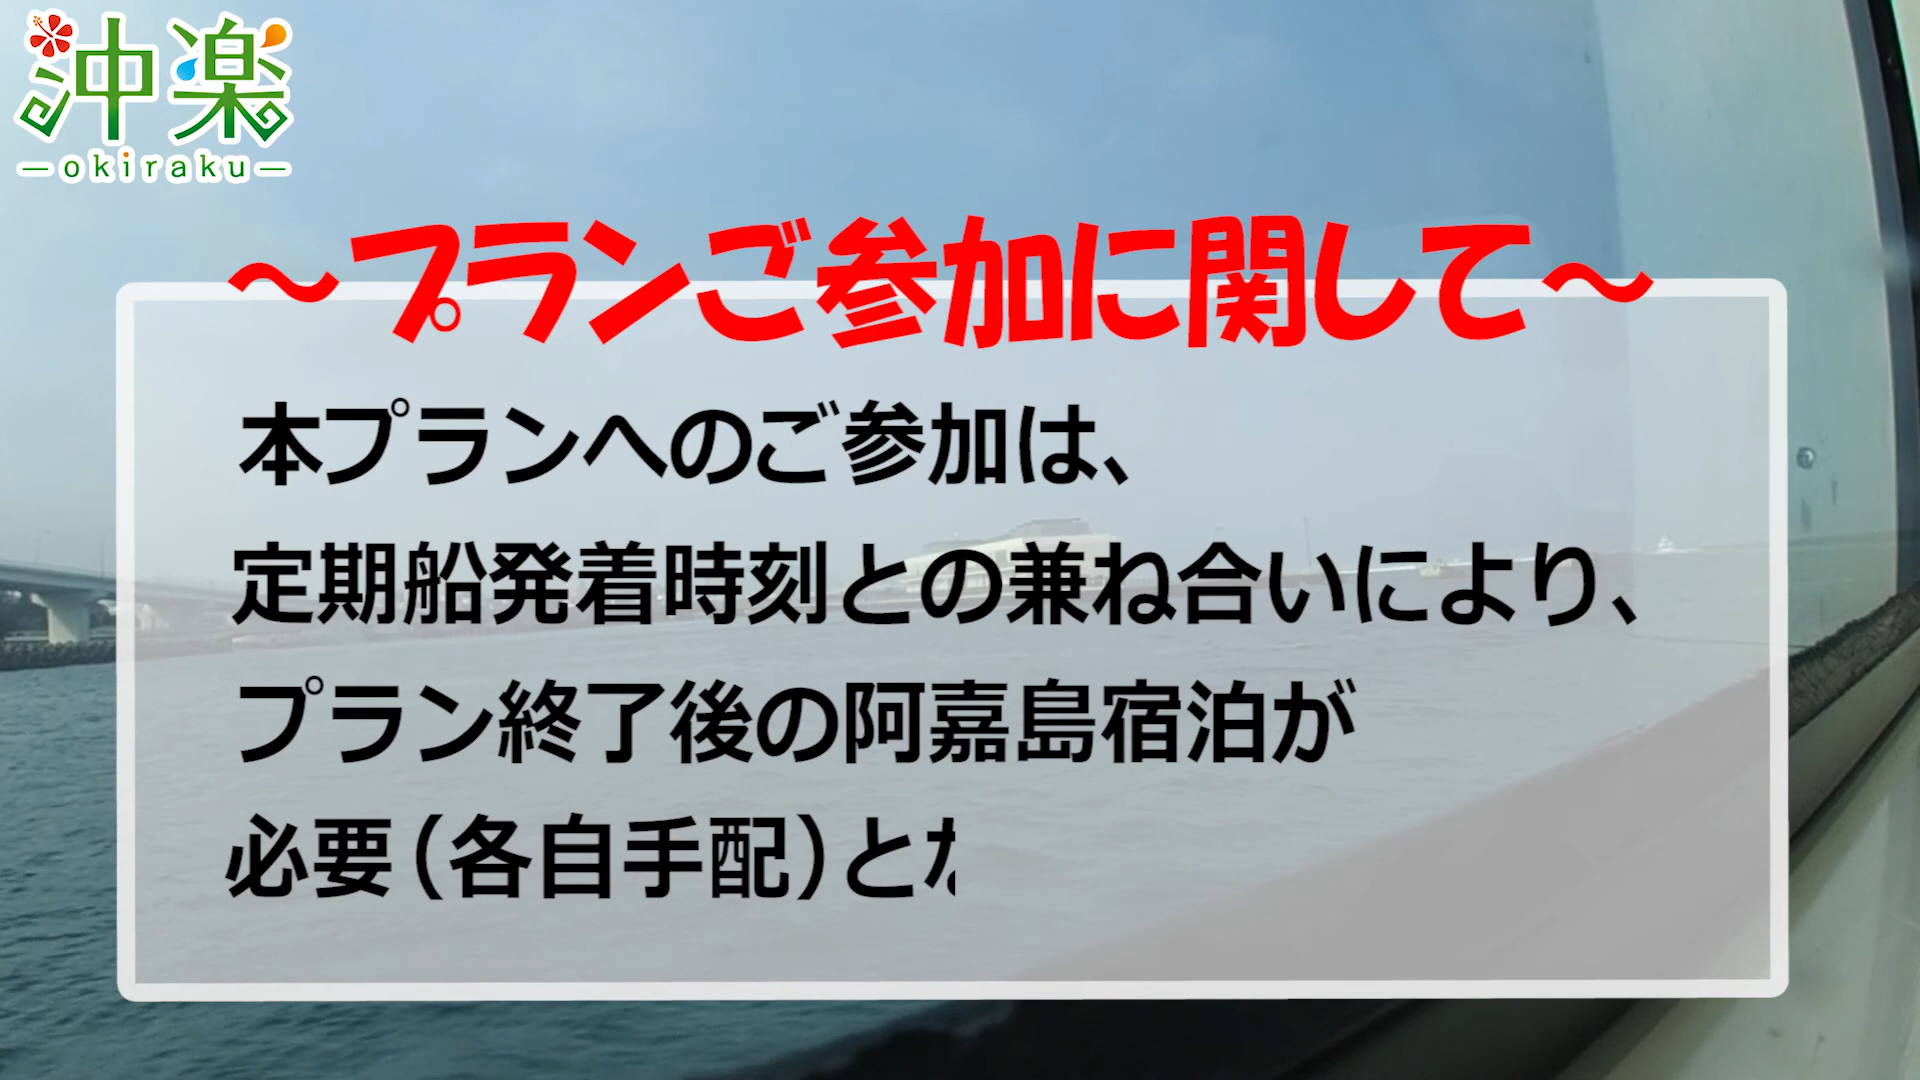 沖楽
okiraku
～プランご参加に関して～
本プランへのご参加は、
定期船発着時刻との兼ね合いにより、
プラン終了後の阿嘉島宿泊が
必要（各自手配）とな